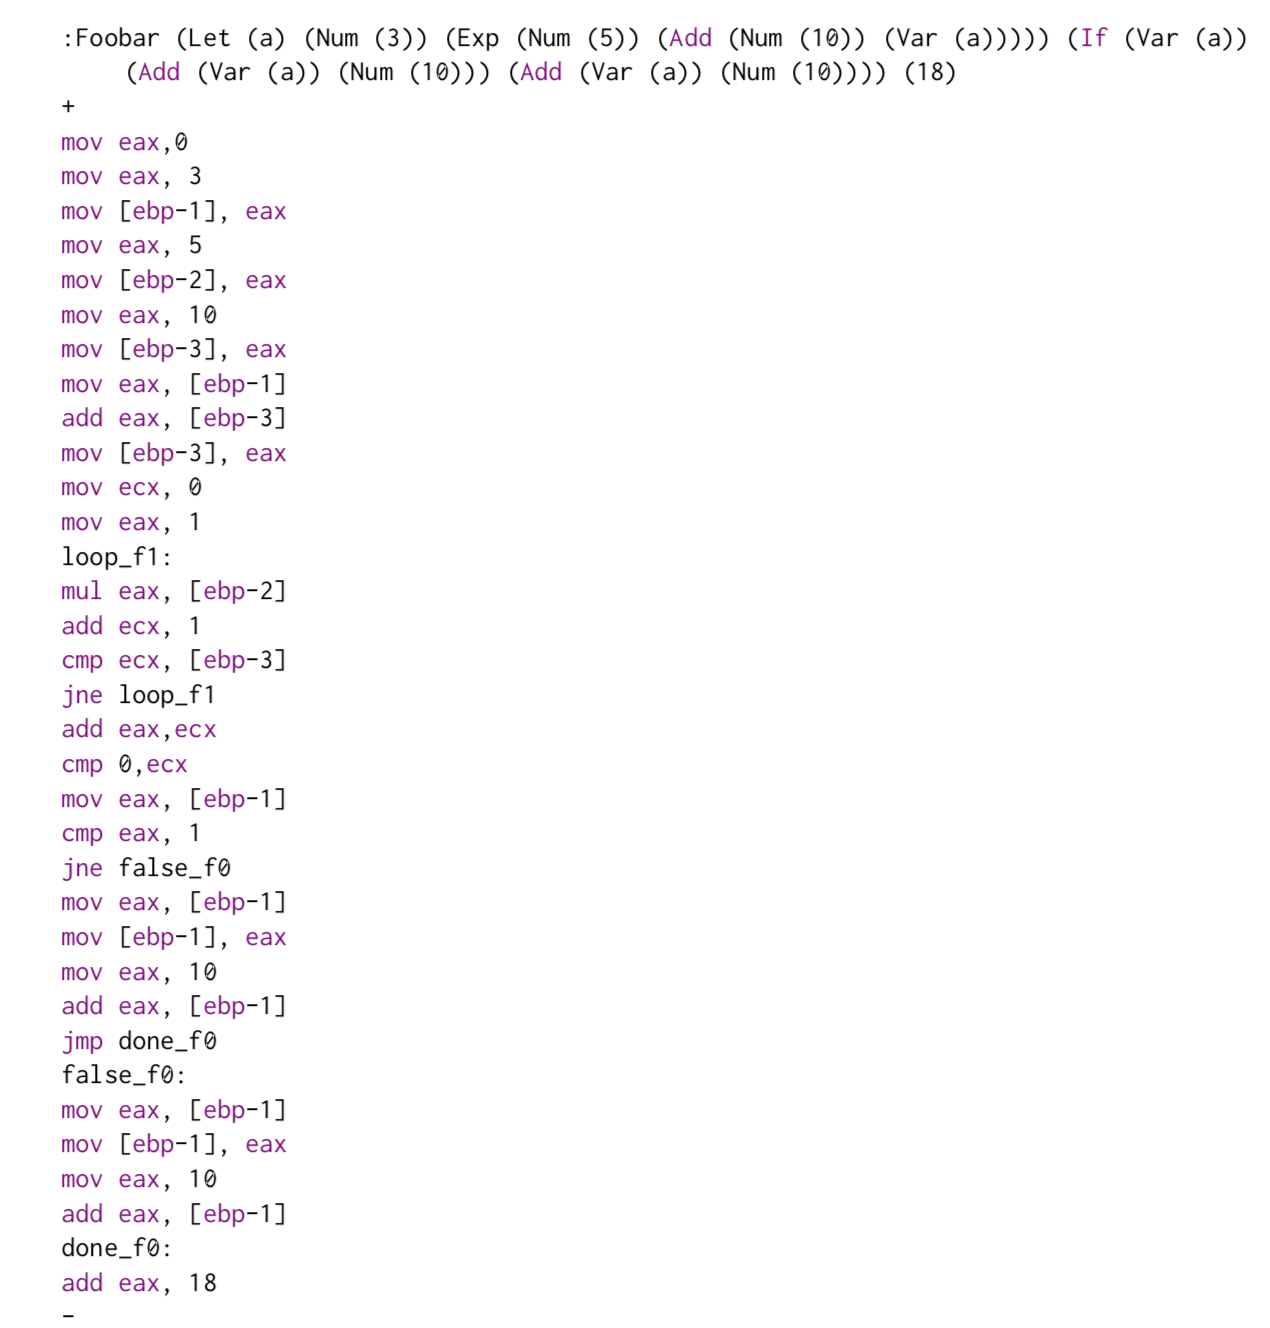 :Foobar (Let (a) (Num (3)) (Exp (Num (5)) (Add (Num (10)) (Var (a))))) (If (Var (a))
(Add (Var (a)) (Num (10))) (Add (Var (a)) (Num (10)))) (18)
+
mov eax,0
mov eax, 3
mov [ebp-1], eax
mov eax, 5
mov [ebp-2], eax
mov eax, 10
mov [ebp-3], eax
mov eax, [ebp-1]
add eax, [ebp-3]
mov [ebp-3], eax
mov ecx, 0
mov eax, 1
loop_f1:
mul eax, [ebp-2]
add ecx, 1
cmp ecx, [ebp-3]
jne loop_f1
add eax,ecx
cmp 0,ecx
mov eax, [ebp-1]
cmp eax, 1
jne false_f0
mov eax, [ebp-1]
mov [ebp-1], eax
mov eax, 10
add eax, [ebp-1]
jmp done_f0
false_f0:
mov eax, [ebp-1]
mov [ebp-1], eax
mov eax, 10
add eax, [ebp-1]
done_f0:
add eax, 18
-